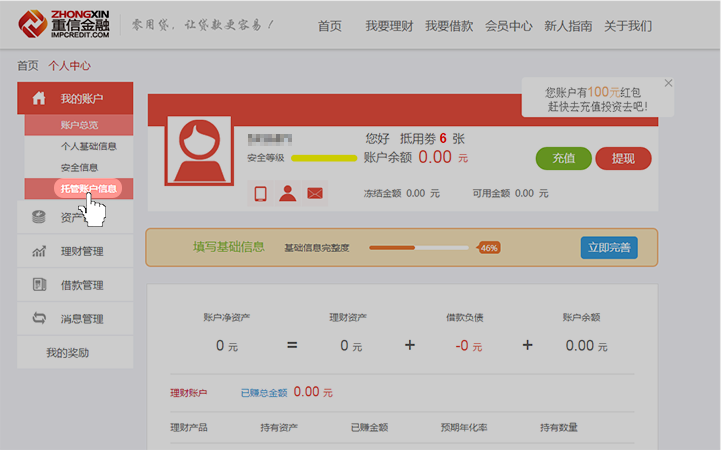 ZHONGXIN
重信金融
IMPCREDIT.COM
零用贷，让贷款更容易！
首页 我要理财 我要借款 会员中心 新人指南 关于我们
首页 个人中心
我的账户
账户总览
个人基础信息
安全信息
托管账户信息
资产
理财管理
借款管理
消息管理
我的奖励
您账户有100元红包
赶快去充值投资去吧！
您好 抵用券 6 张
安全等级
账户余额 0.00 元
充值 提现
冻结金额 0.00 元 可用金额 0.00 元
填写基础信息 基础信息完整度 46% 立即完善
账户净资产 理财资产 借款负债 账户余额
0 元 = 0 元 + -0 元 + 0.00 元
理财账户 已赚总金额 0.00 元
理财产品 持有资产 已赚金额 预期年化率 持有数量